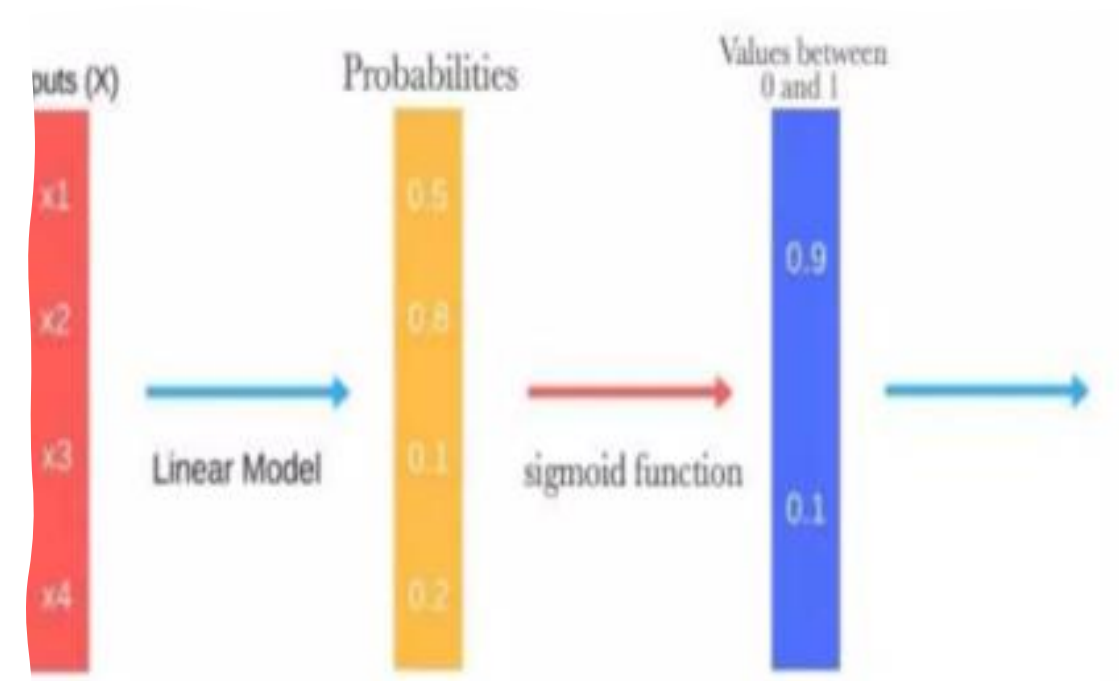 puts (X)
Probabilities
Values between
0 and 1
x1
x2
x3
x4
Linear Model
0.5
0.8
0.1
0.2
sigmoid function
0.9
0.1